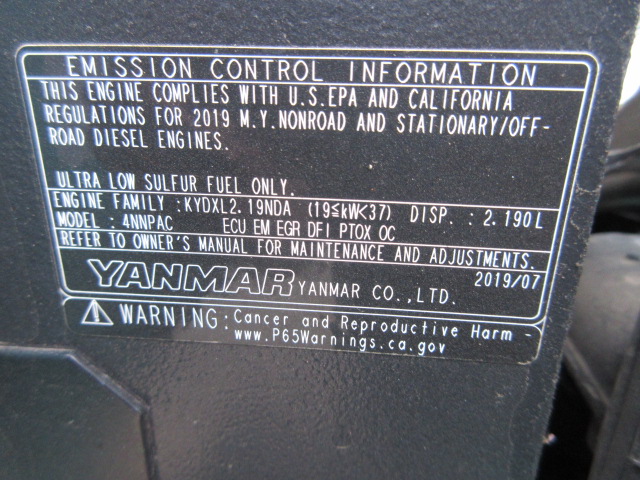 EMISSION CONTROL INFORMATION
THIS ENGINE COMPLIES WITH U.S.EPA AND CALIFORNIA
REGULATIONS FOR 2019 M.Y.NONROAD AND STATIONARY/OFF-
ROAD DIESEL ENGINES.
ULTRA LOW SULFUR FUEL ONLY.
ENGINE FAMILY :KYDXL2.19NDA (19≦kW<37) DISP. : 2.190L
MODEL : 4NNPAC ECU EM EGR DFI PTOX OC
REFER TO OWNER'S MANUAL FOR MAINTENANCE AND ADJUSTMENTS.
2019/07
YANMAR YANMAR CO.,LTD.
WARNING:Cancer and Reproductive Harm -
www.P65Warnings.ca.gov